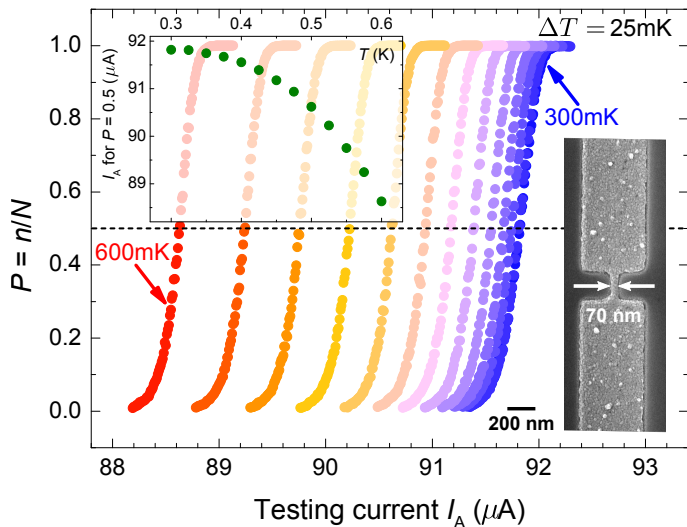 0.3 0.4 0.5 0.6
T (K)
ΔT = 25mK
1.0
0.8
0.6
0.4
0.2
0.0
P = n/N
92
91
90
89
I_A for P = 0.5 (μA)
300mK
600mK
70 nm
200 nm
88 89 90 91 92 93
Testing current I_A (μA)